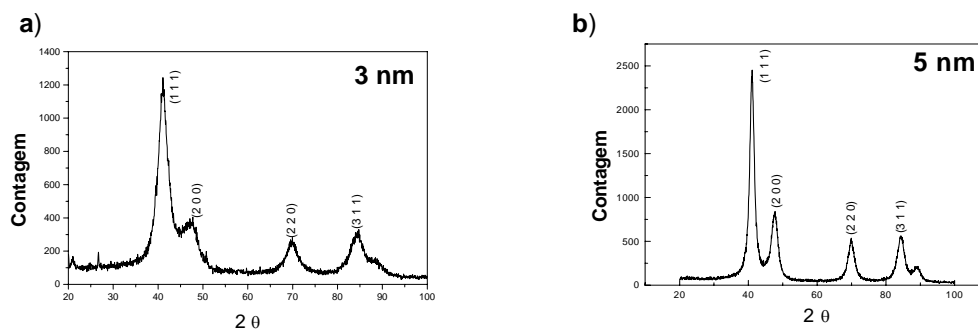 a)
3 nm
1400
1200
1000
800
600
400
200
0
Contagem
(1 1 1)
(2 0 0)
(2 2 0)
(3 1 1)
20 30 40 50 60 70 80 90 100
2 θ
b)
5 nm
2500
2000
1500
1000
500
0
Contagem
(1 1 1)
(2 0 0)
(2 2 0)
(3 1 1)
20 40 60 80 100
2 θ